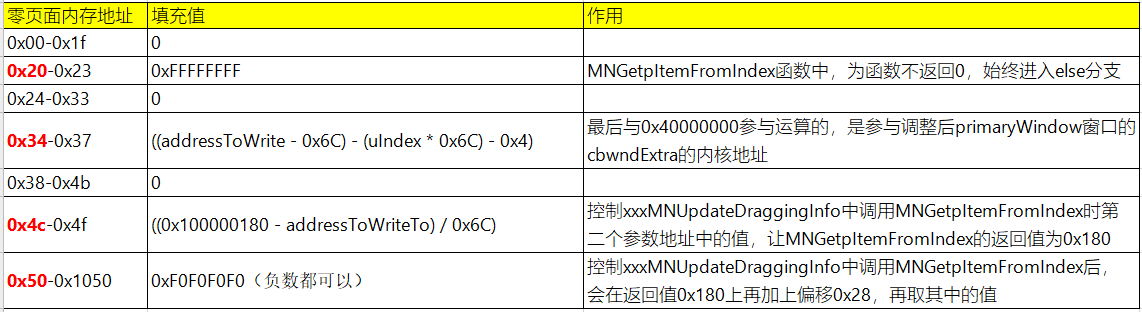 零页面内存地址 填充值 作用
0x00-0x1f 0
0x20-0x23 0xFFFFFFFF MNGetpItemFromIndex函数中，为函数不返回0，始终进入else分支
0x24-0x33 0
0x34-0x37 ((addressToWrite - 0x6C) - (uIndex * 0x6C) - 0x4) 最后与0x40000000参与运算的，是参与调整后primaryWindow窗口的
cbwndExtra的内核地址
0x38-0x4b 0
0x4c-0x4f ((0x100000180 - addressToWriteTo) / 0x6C) 控制xxxMNUpdateDraggingInfo中调用MNGetpItemFromIndex时第
二个参数地址中的值，让MNGetpItemFromIndex的返回值为0x180
0x50-0x1050 0xF0F0F0F0（负数都可以） 控制xxxMNUpdateDraggingInfo中调用MNGetpItemFromIndex后，
会在返回值0x180上再加上偏移0x28，再取其中的值